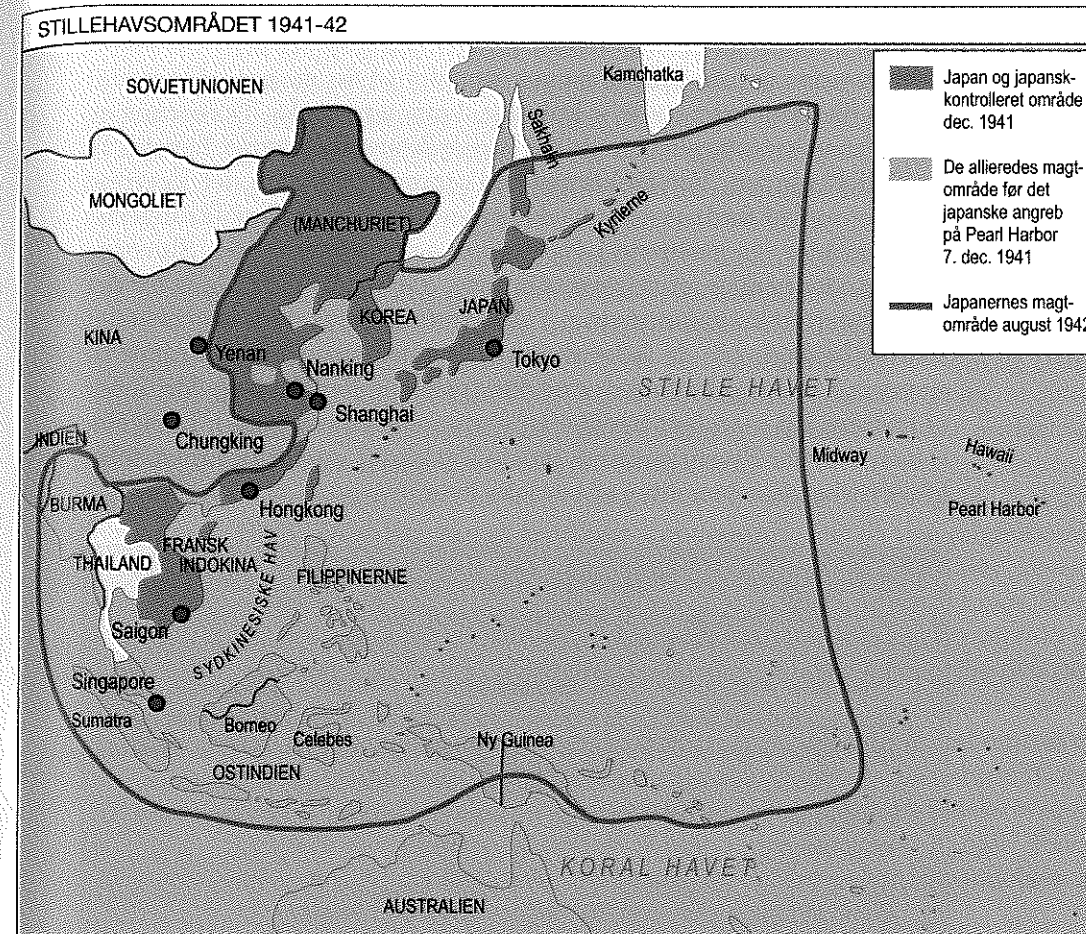 STILLEHAVSOMRÅDET 1941-42
SOVJETUNIONEN
Kamchatka
Sakhalin
MONGOLIET
(MANCHURIET)
Kyrilerne
KINA
KOREA
JAPAN
Yenan
Tokyo
Nanking
Shanghai
STILLE HAVET
Chungking
INDIEN
Midway
Hawaii
BURMA
Hongkong
Pearl Harbor
THAILAND
FRANSK
INDOKINA
FILIPPINERNE
Saigon
SYDKINESISKE HAV
Singapore
Sumatra
Borneo
Celebes
Ny Guinea
OSTINDIEN
KORAL HAVET
AUSTRALIEN
Japan og japansk-
kontrolleret område
dec. 1941
De allieredes magt-
område før det
japanske angreb
på Pearl Harbor
7. dec. 1941
Japanernes magt-
område august 1942